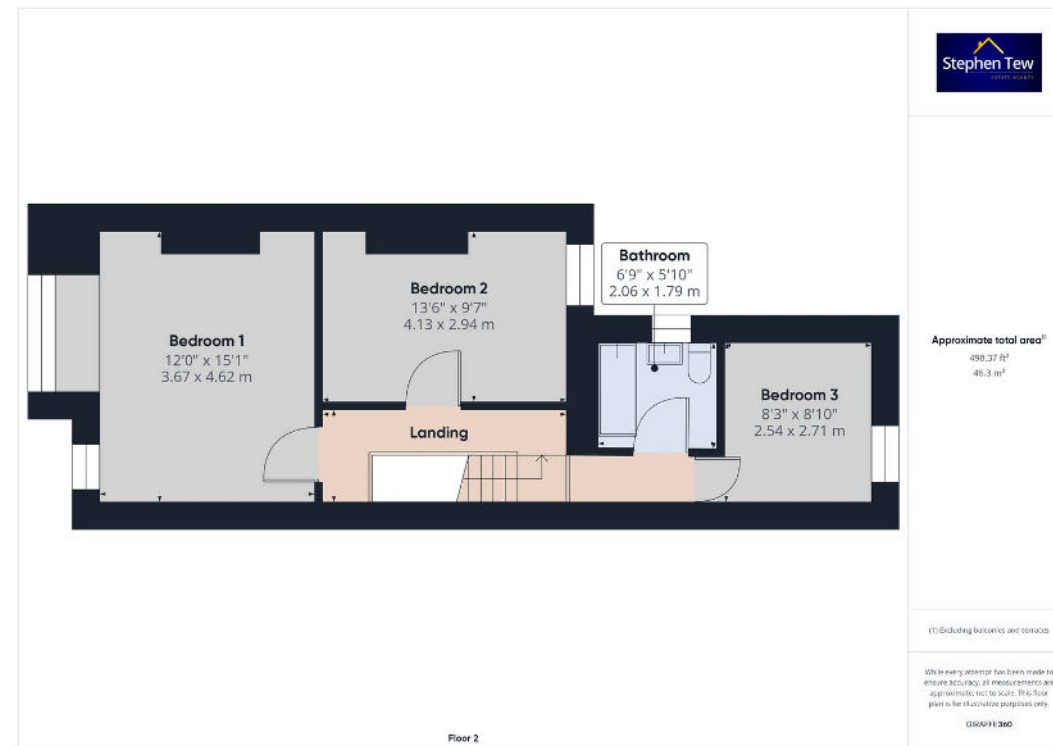 Stephen Tew
ESTATE AGENTS
Bathroom
6'9" x 5'10"
2.06 x 1.79 m
Bedroom 2
13'6" x 9'7"
4.13 x 2.94 m
Bedroom 1
12'0" x 15'1"
3.67 x 4.62 m
Bedroom 3
8'3" x 8'10"
2.54 x 2.71 m
Landing
Approximate total area(1)
498.37 ft²
46.3 m²
(1) Excluding balconies and terraces
While every attempt has been made to
ensure accuracy, all measurements are
approximate, not to scale. This floor
plan is for illustrative purposes only.
GIRAFFE360
Floor 2